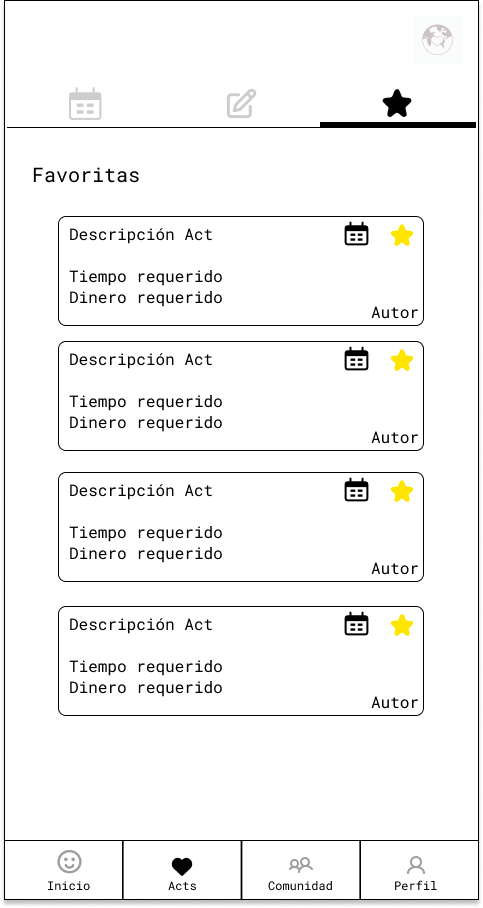 Favoritas
Descripción Act
Tiempo requerido
Dinero requerido
Autor
Descripción Act
Tiempo requerido
Dinero requerido
Autor
Descripción Act
Tiempo requerido
Dinero requerido
Autor
Descripción Act
Tiempo requerido
Dinero requerido
Autor
Inicio
Acts
Comunidad
Perfil